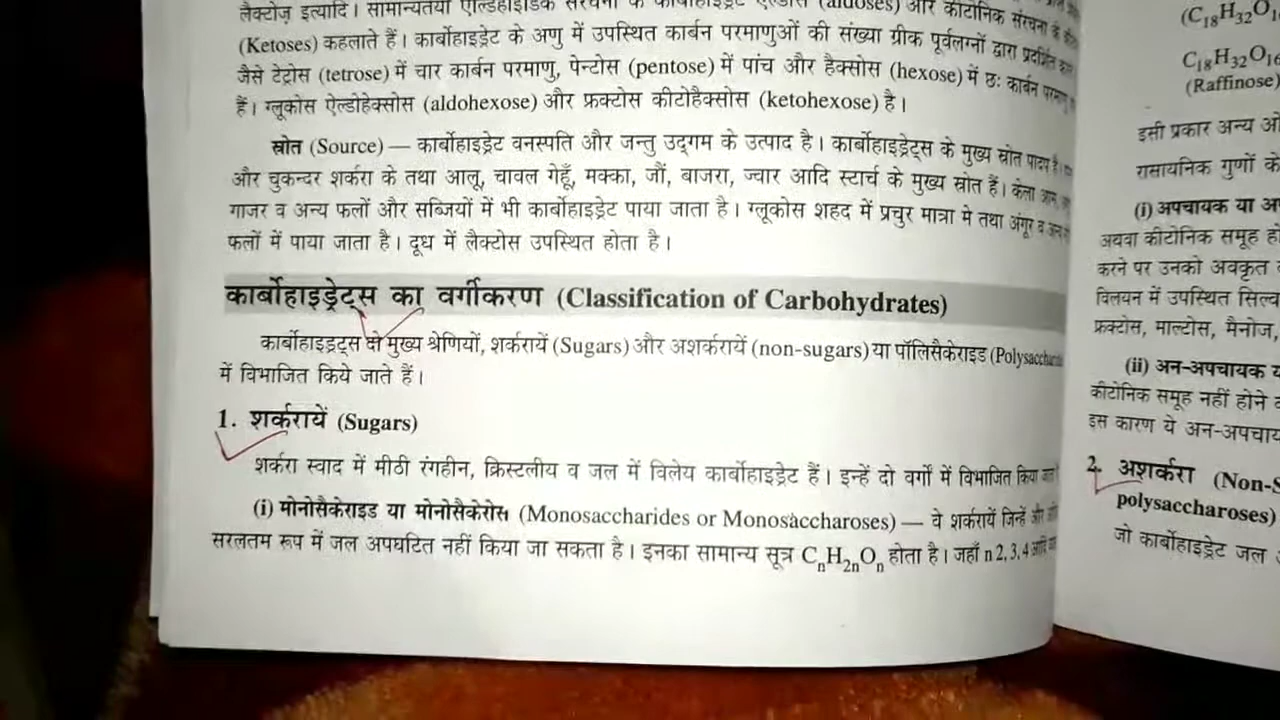 लैक्टोज़ इत्यादि। सामान्यतया ऐल्डिहाइडिक संरचना के कार्बोहाइड्रेट ऐल्डोस (aldoses) और कीटोनिक संरचना के
(Ketoses) कहलाते हैं। कार्बोहाइड्रेट के अणु में उपस्थित कार्बन परमाणुओं की संख्या ग्रीक पूर्वलग्नों द्वारा प्रदर्शित
जैसे टेट्रोस (tetrose) में चार कार्बन परमाणु, पेन्टोस (pentose) में पांच और हैक्सोस (hexose) में छः कार्बन
हैं। ग्लूकोस ऐल्डोहेक्सोस (aldohexose) और फ्रक्टोस कीटोहैक्सोस (ketohexose) है।
स्रोत (Source) — कार्बोहाइड्रेट वनस्पति और जन्तु उद्गम के उत्पाद है। कार्बोहाइड्रेट्स के मुख्य स्रोत पादप है।
और चुकन्दर शर्करा के तथा आलू, चावल गेहूँ, मक्का, जौं, बाजरा, ज्वार आदि स्टार्च के मुख्य स्रोत हैं। केला आम,
गाजर व अन्य फलों और सब्जियों में भी कार्बोहाइड्रेट पाया जाता है। ग्लूकोस शहद में प्रचुर मात्रा मे तथा अंगूर व
फलों में पाया जाता है। दूध में लैक्टोस उपस्थित होता है।
कार्बोहाइड्रेट्स का वर्गीकरण (Classification of Carbohydrates)
कार्बोहाइड्रट्स दो मुख्य श्रेणियों, शर्करायें (Sugars) और अशर्करायें (non-sugars) या पॉलिसैकेराइड
में विभाजित किये जाते हैं।
1. शर्करायें (Sugars)
शर्करा स्वाद में मीठी रंगहीन, क्रिस्टलीय व जल में विलेय कार्बोहाइड्रेट हैं। इन्हें दो वर्गों में विभाजित किया
(i) मोनोसैकेराइड या मोनोसैकेरोस (Monosaccharides or Monosaccharoses) — वे शर्करायें जिन्हें और
सरलतम रूप में जल अपघटित नहीं किया जा सकता है। इनका सामान्य सूत्र CₙH₂ₙOₙ होता है। जहाँ n 2, 3, 4 आदि
C₁₈H₃₂O₁₆
(Raffinose)
इसी प्रकार अन्य
रासायनिक गुणों के
(i) अपचायक या
अथवा कीटोनिक समूह
करने पर उनको अवकृत
विलयन में उपस्थित
फ्रक्टोस, माल्टोस, मैनोज,
(ii) अन-अपचायक
कीटोनिक समूह नहीं होने
इस कारण ये अन-अपचाय
2. अशर्करा
polysaccharoses)
जो कार्बोहाइड्रेट जल